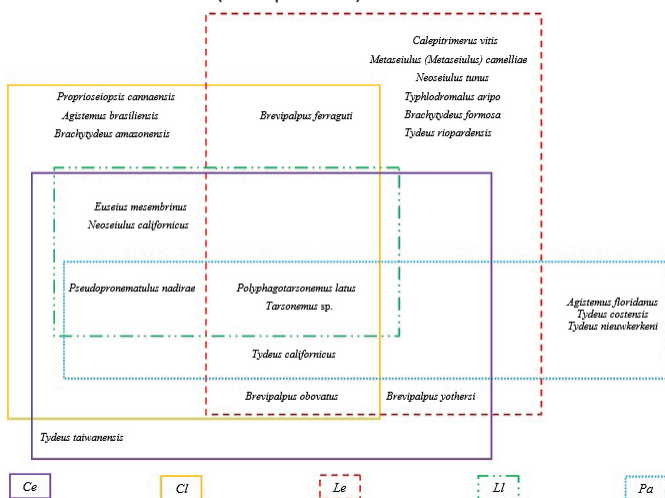 Calepitrimerus vitis
Metaseiulus (Metaseiulus) camelliae
Neoseiulus tunus
Proprioseiopsis cannaensis
Typhlodromalus aripo
Agistemus brasiliensis
Brevipalpus ferraguti
Brachytydeus formosa
Brachytydeus amazonensis
Tydeus riopardensis
Euseius mesembrinus
Neoseiulus californicus
Pseudopronematulus nadirae
Polyphagotarsonemus latus
Tarsonemus sp.
Agistemus floridanus
Tydeus costensis
Tydeus nieuwkerkeni
Tydeus californicus
Brevipalpus obovatus
Brevipalpus yothersi
Tydeus taiwanensis
Ce
Cl
Le
Ll
Pa